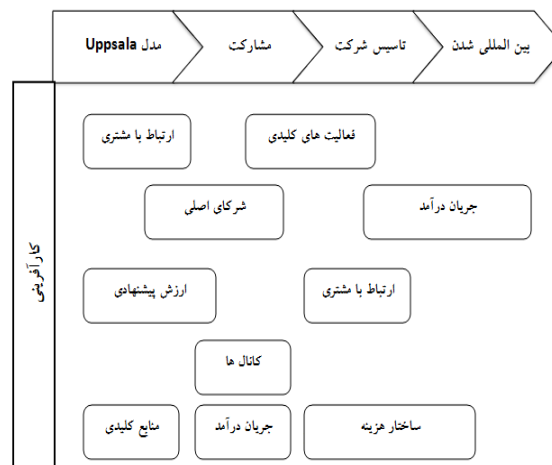 مدل Uppsala
مشارکت
تاسیس شرکت
بین المللی شدن
کارآفرینی
ارتباط با مشتری
فعالیت های کلیدی
شرکای اصلی
جریان درآمد
ارزش پیشنهادی
ارتباط با مشتری
کانال ها
منابع کلیدی
جریان درآمد
ساختار هزینه